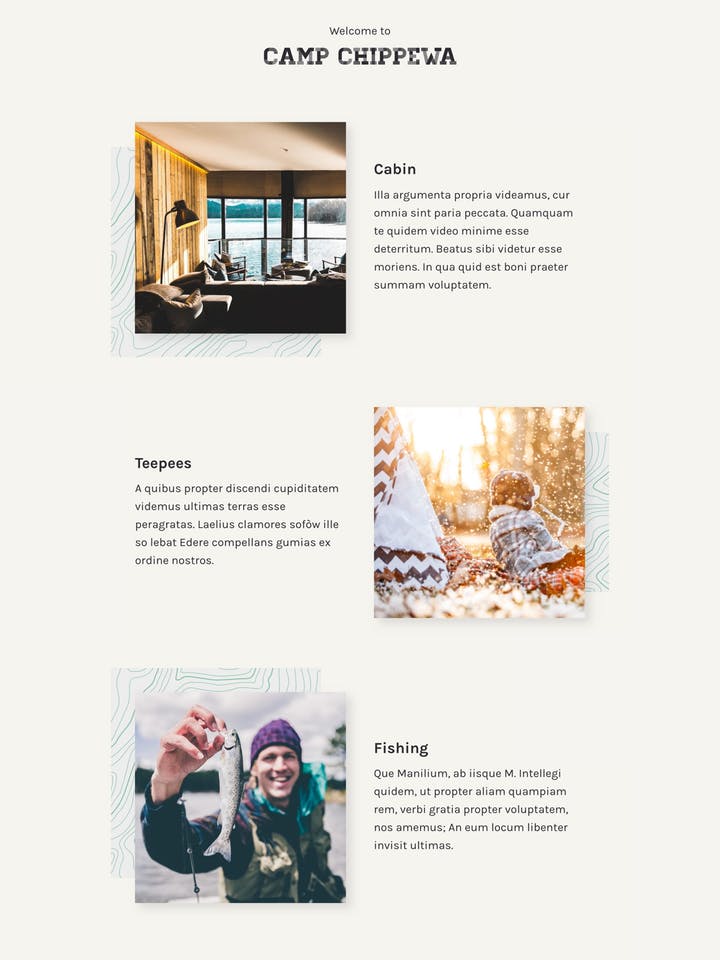 Welcome to
CAMP CHIPPEWA
Cabin
Illa argumenta propria videamus, cur
omnia sint paria peccata. Quamquam
te quidem video minime esse
deterritum. Beatus sibi videtur esse
moriens. In qua quid est boni praeter
summam voluptatem.
Teepees
A quibus propter discendi cupiditatem
videmus ultimas terras esse
peragratas. Laelius clamores sofòw ille
so lebat Edere compellans gumias ex
ordine nostros.
Fishing
Que Manilium, ab iisque M. Intellegi
quidem, ut propter aliam quampiam
rem, verbi gratia propter voluptatem,
nos amemus; An eum locum libenter
invisit ultimas.